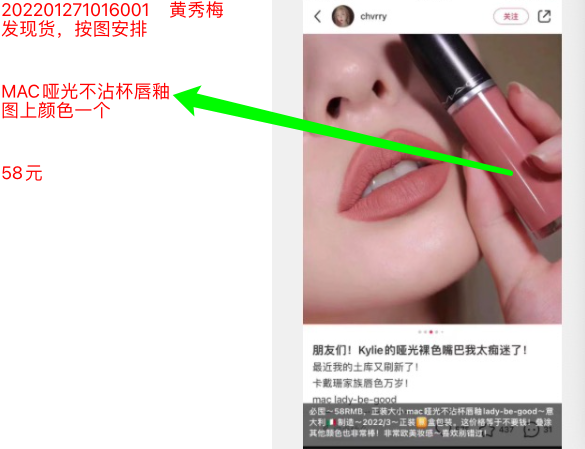 202201271016001 黄秀梅
发现货，按图安排
MAC哑光不沾杯唇釉
图上颜色一个
58元
chvrry
关注
MAC
朋友们！Kylie的哑光裸色嘴巴我太痴迷了！
最近我的土库又刷新了！
卡戴珊家族唇色万岁！
mac lady-be-good
必囤～58RMB，正装大小 mac哑光不沾杯唇釉lady-be-good～意
大利🇮🇹制造～2022/3～正装🈶盒包装，这价格等于不要钱！叠涂
其他颜色也非常棒！非常欧美妆感～喜欢别错过！
437
31